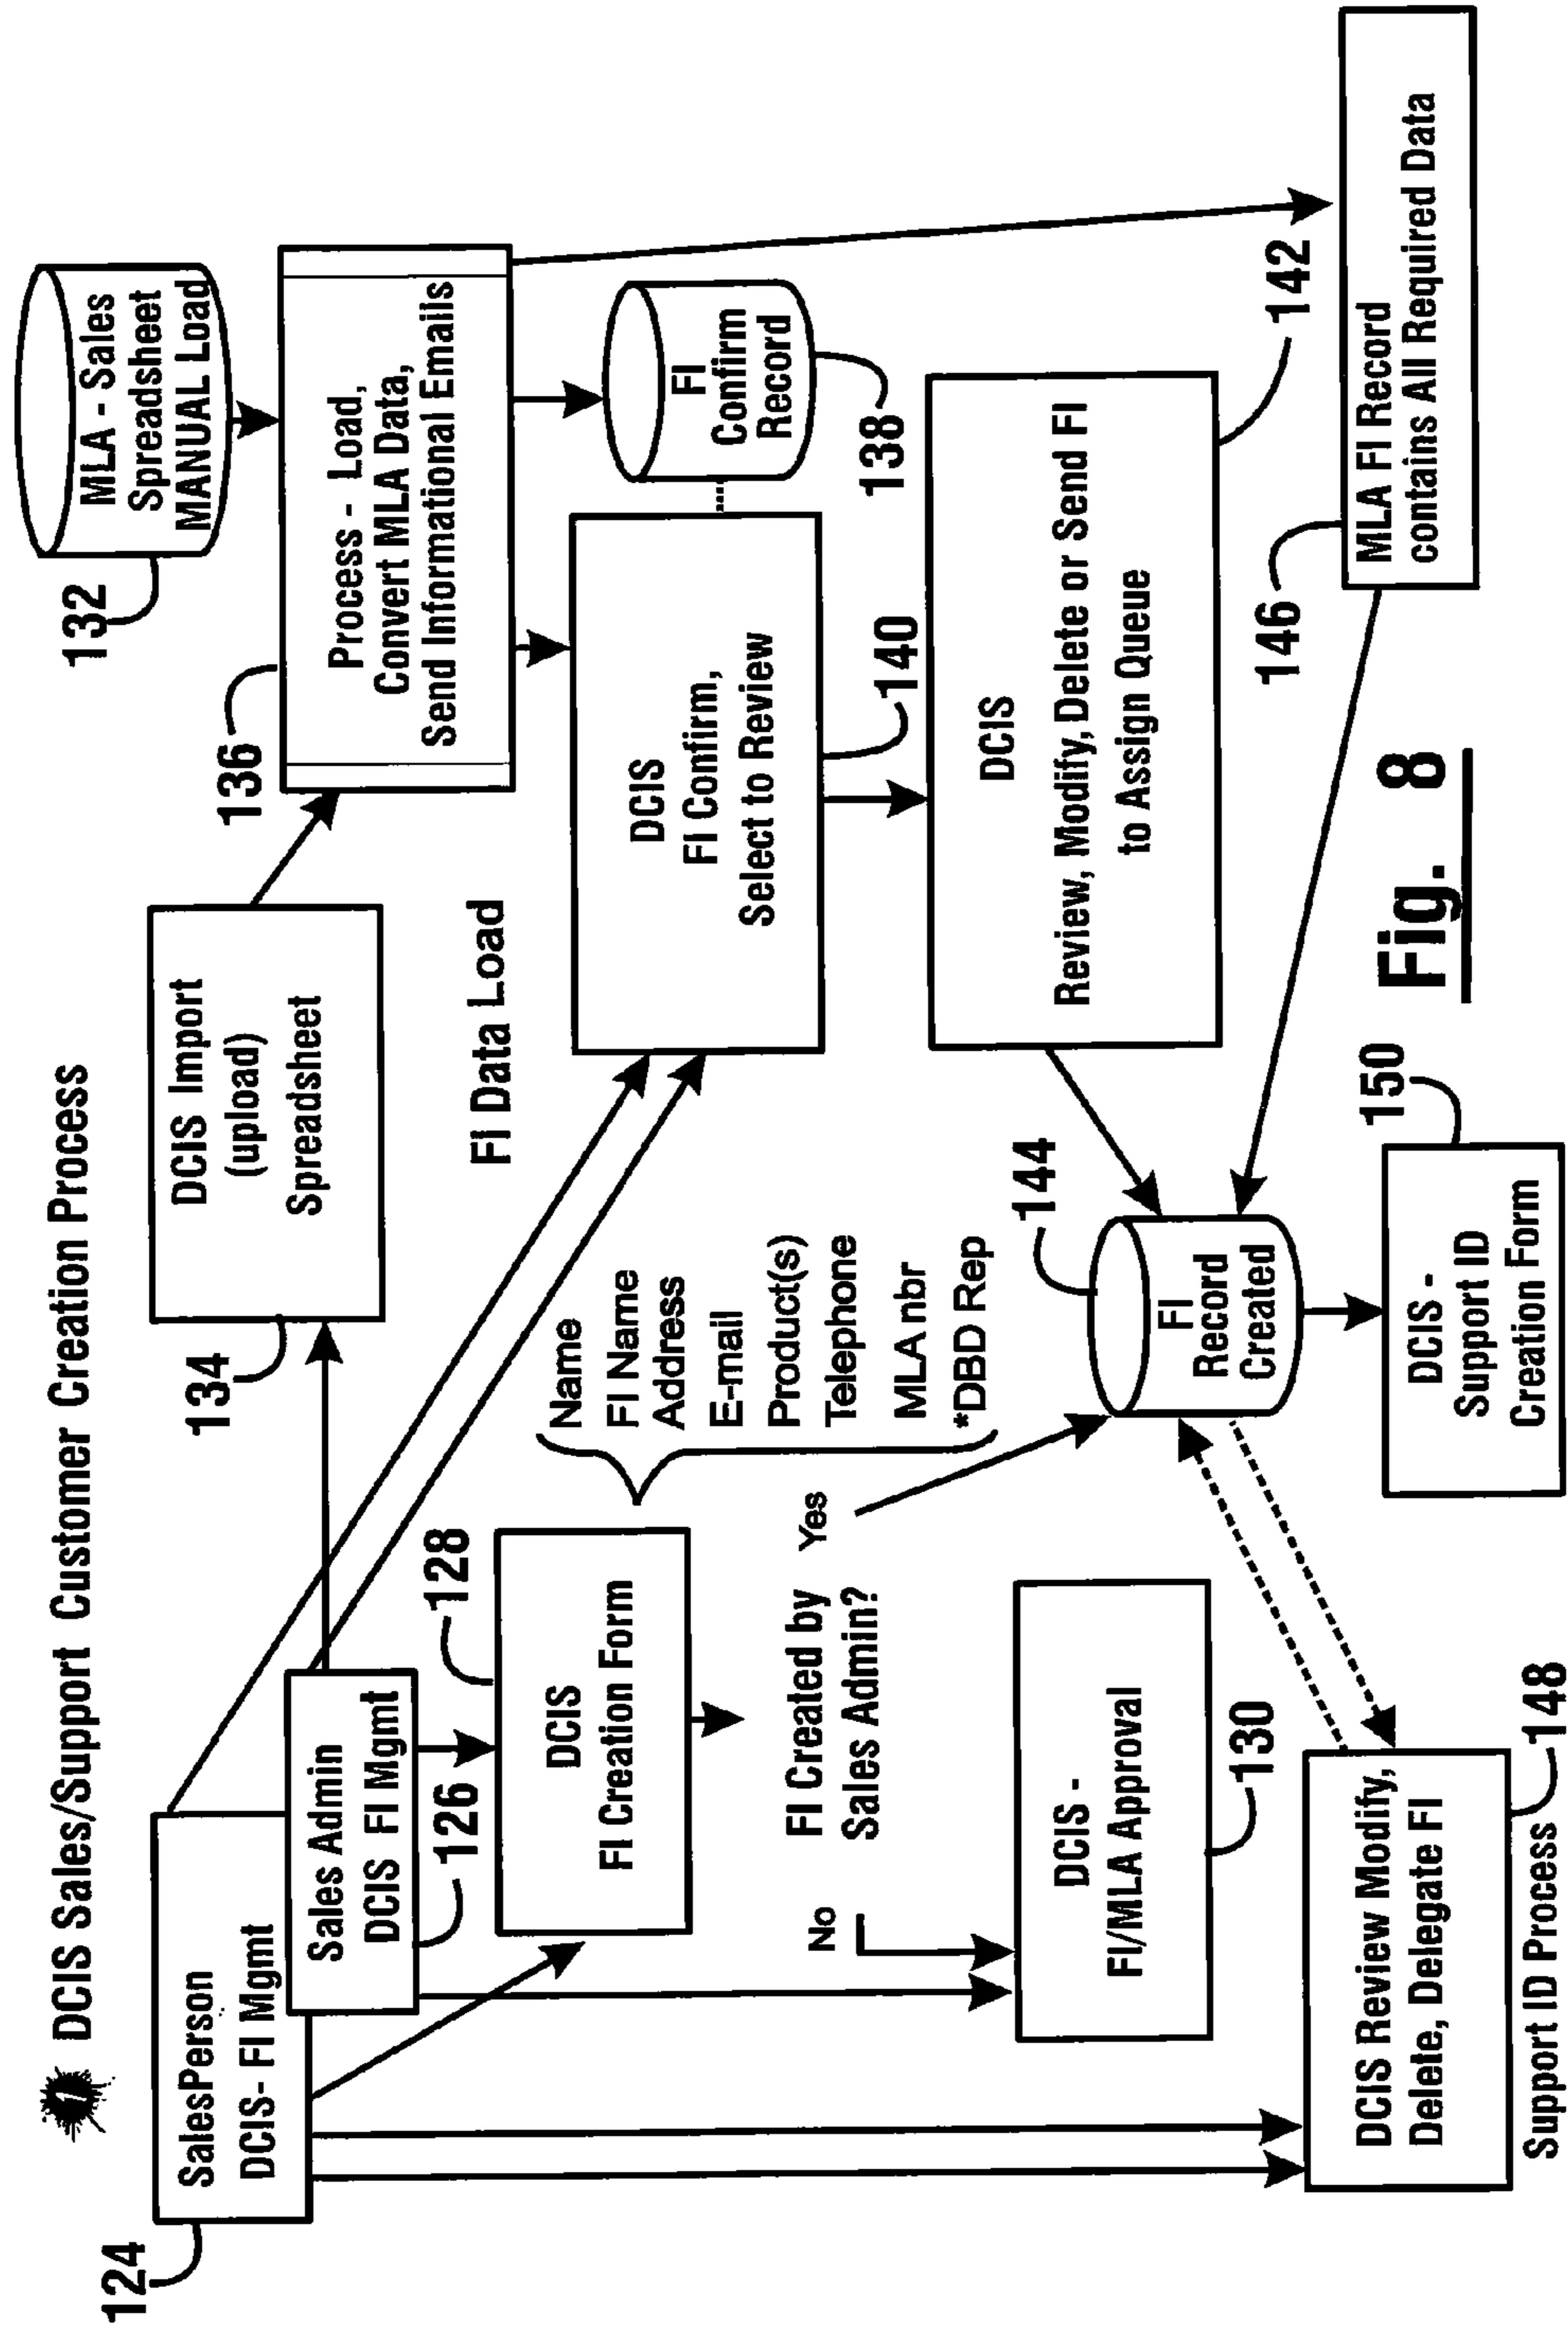 DCIS Sales/Support Customer Creation Process
124
SalesPerson
DCIS- FI Mgmt
Sales Admin
DCIS FI Mgmt
126
134
DCIS Import
(upload)
Spreadsheet
132
MLA - Sales
Spreadsheet
MANUAL Load
136
Process - Load,
Convert MLA Data,
Send Informational Emails
FI Data Load
128
DCIS
FI Creation Form
Name
FI Name
Address
E-mail
Product(s)
Telephone
MLA nbr
*DBD Rep
DCIS
FI Confirm,
Select to Review
140
FI
Confirm
Record
138
FI Created by
Sales Admin?
Yes
No
DCIS -
FI/MLA Approval
130
144
FI
Record
Created
DCIS
Review, Modify, Delete or Send FI
to Assign Queue
142
146
MLA FI Record
contains All Required Data
DCIS Review Modify,
Delete, Delegate FI
148
Support ID Process
150
DCIS -
Support ID
Creation Form
Fig. 8